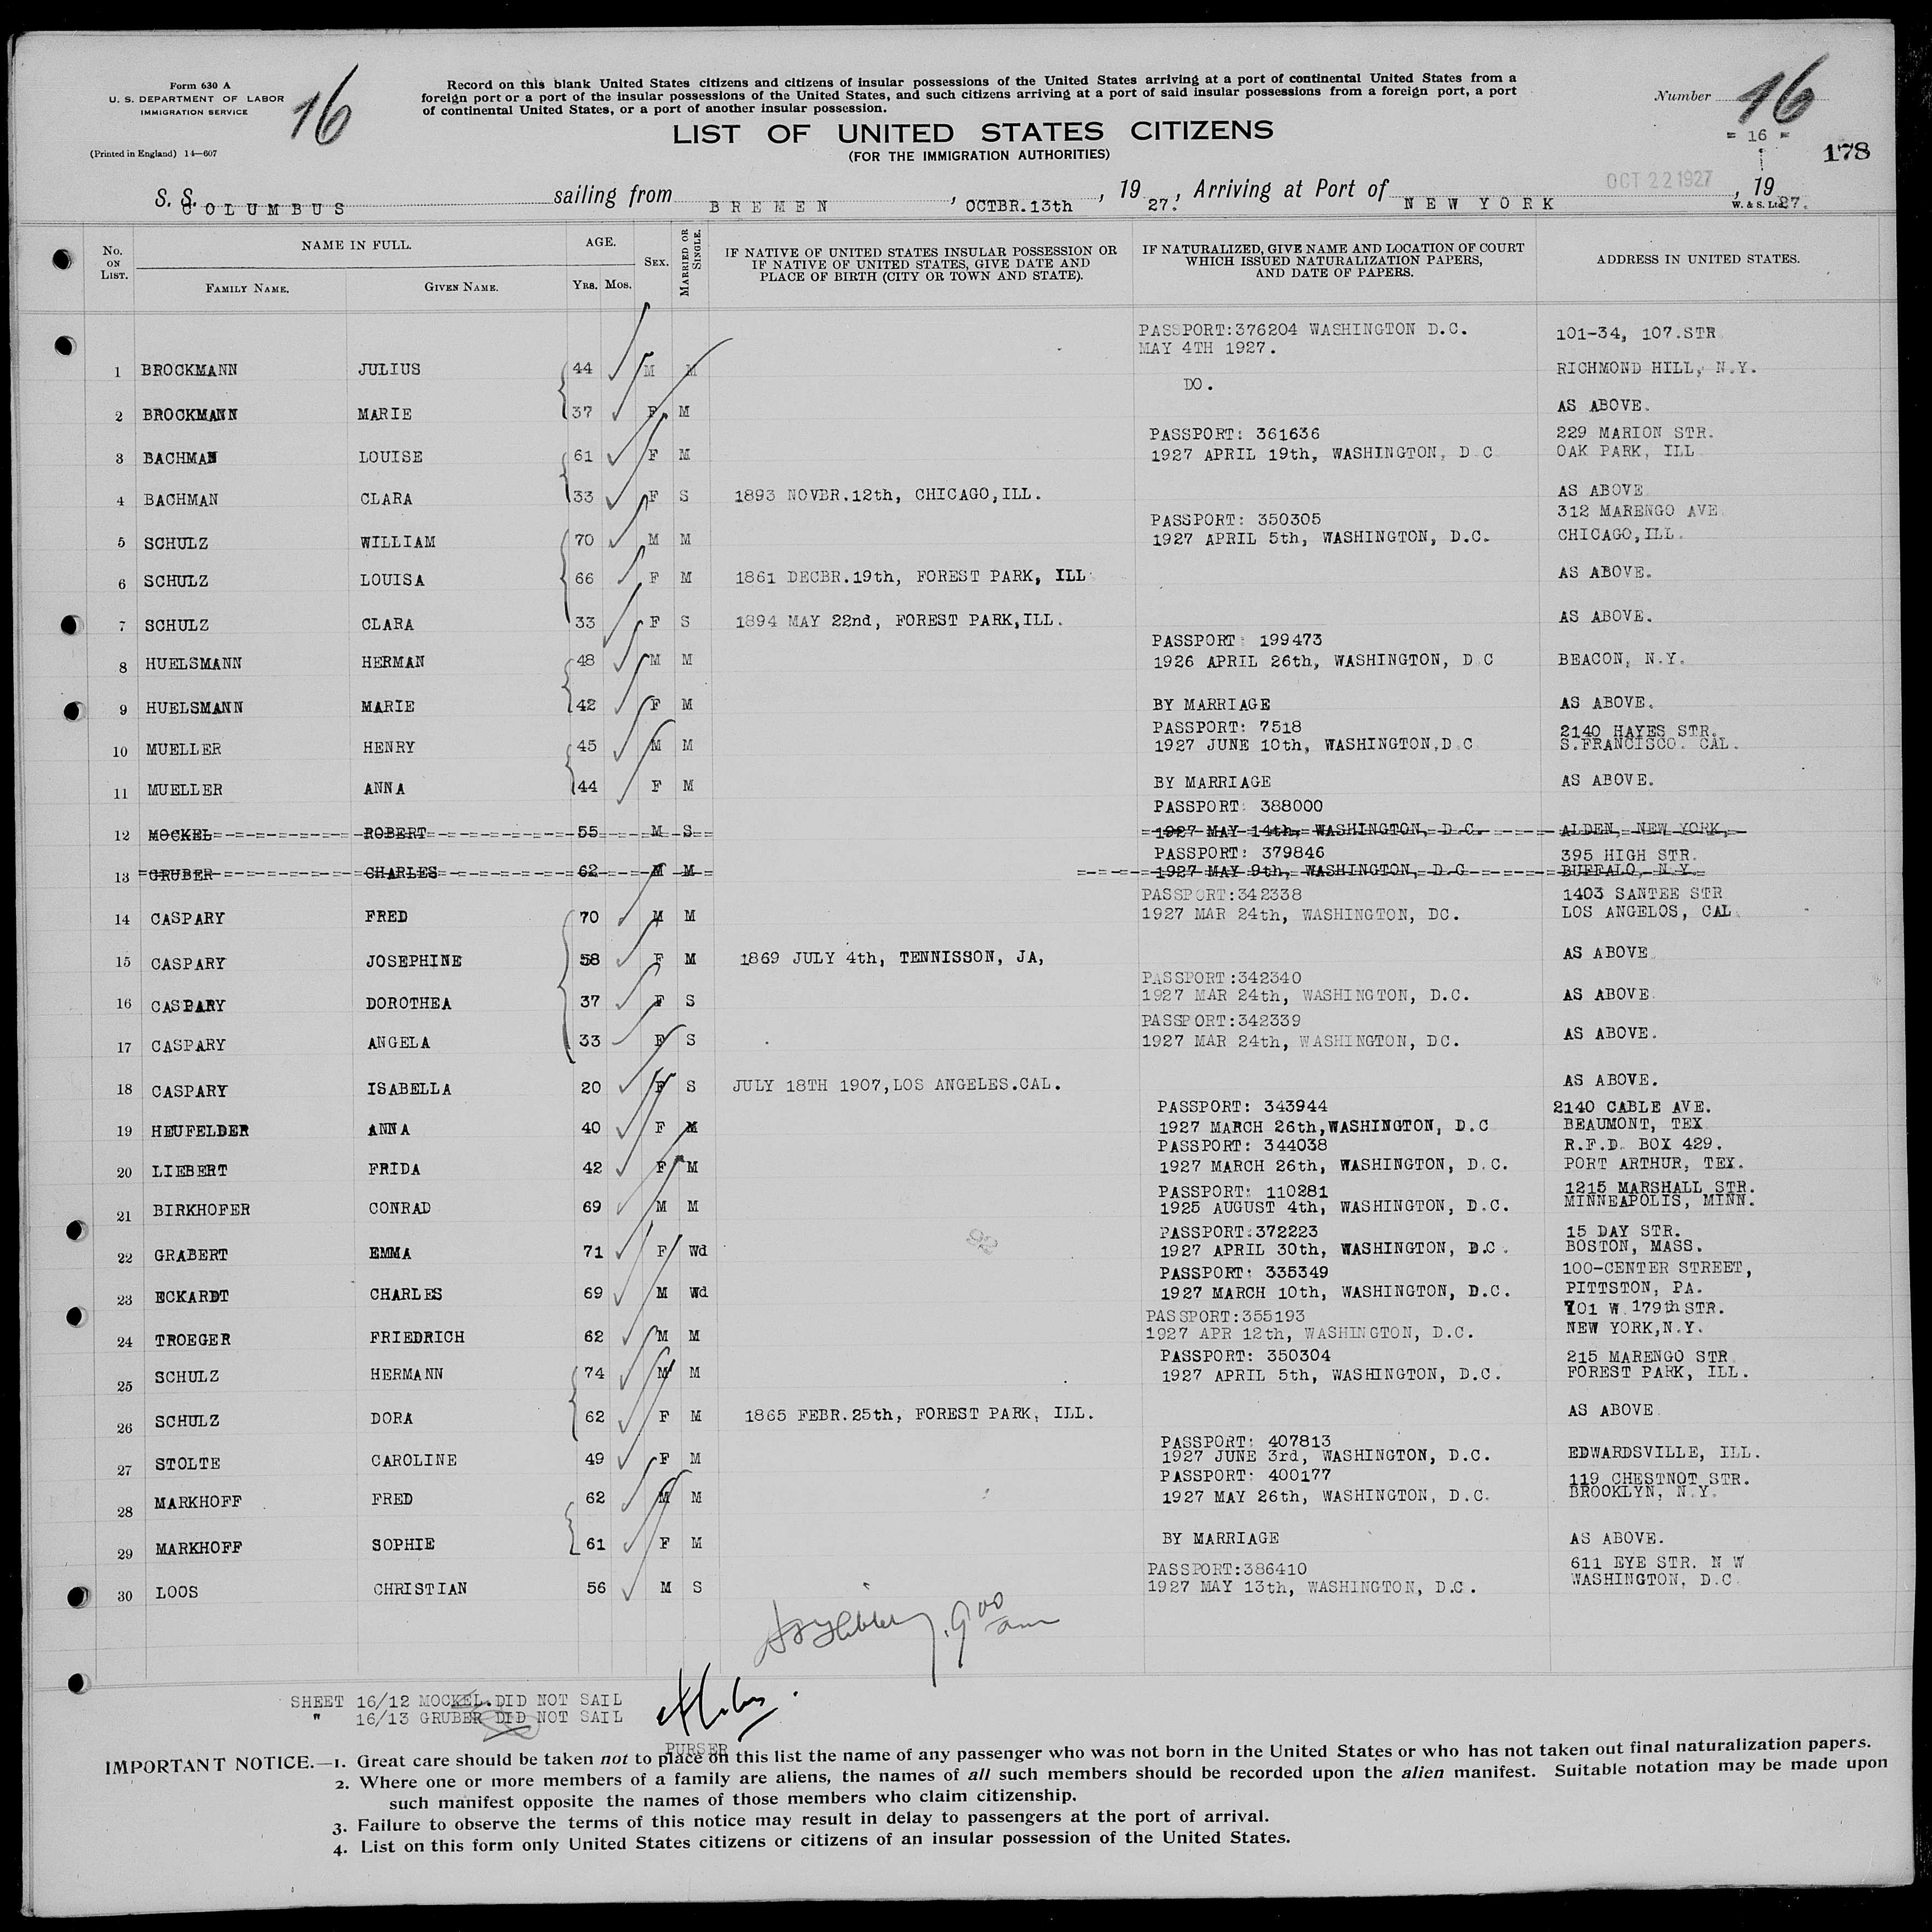 Form 630 A
U. S. DEPARTMENT OF LABOR
IMMIGRATION SERVICE
(Printed in England) 14—607
16
Record on this blank United States citizens and citizens of insular possessions of the United States arriving at a port of continental United States from a
foreign port or a port of the insular possessions of the United States, and such citizens arriving at a port of said insular possessions from a foreign port, a port
of continental United States, or a port of another insular possession.
LIST OF UNITED STATES CITIZENS
(FOR THE IMMIGRATION AUTHORITIES)
Number 16
= 16 =
178
OCT 22 1927
S. S. COLUMBUS sailing from BREMEN, OCTBR.13th, 1927., Arriving at Port of NEW YORK, 1927.
W. & S. Ltd.
No. ON LIST. NAME IN FULL. FAMILY NAME. GIVEN NAME. AGE. YRS. MOS. SEX. MARRIED OR SINGLE. IF NATIVE OF UNITED STATES INSULAR POSSESSION OR IF NATIVE OF UNITED STATES, GIVE DATE AND PLACE OF BIRTH (CITY OR TOWN AND STATE). IF NATURALIZED, GIVE NAME AND LOCATION OF COURT WHICH ISSUED NATURALIZATION PAPERS, AND DATE OF PAPERS. ADDRESS IN UNITED STATES.
PASSPORT:376204 WASHINGTON D.C. 101-34, 107.STR
MAY 4TH 1927.
1 BROCKMANN JULIUS 44 M M RICHMOND HILL, N.Y.
DO.
2 BROCKMANN MARIE 37 F M AS ABOVE.
PASSPORT: 361636 229 MARION STR.
3 BACHMAN LOUISE 61 F M 1927 APRIL 19th, WASHINGTON, D C OAK PARK, ILL
4 BACHMAN CLARA 33 F S 1893 NOVBR.12th, CHICAGO,ILL. AS ABOVE
PASSPORT: 350305 312 MARENGO AVE
5 SCHULZ WILLIAM 70 M M 1927 APRIL 5th, WASHINGTON, D.C. CHICAGO,ILL.
6 SCHULZ LOUISA 66 F M 1861 DECBR.19th, FOREST PARK, ILL AS ABOVE.
7 SCHULZ CLARA 33 F S 1894 MAY 22nd, FOREST PARK,ILL. AS ABOVE.
PASSPORT: 199473
8 HUELSMANN HERMAN 48 M M 1926 APRIL 26th, WASHINGTON, D C BEACON, N.Y.
9 HUELSMANN MARIE 42 F M BY MARRIAGE AS ABOVE.
PASSPORT: 7518 2140 HAYES STR.
10 MUELLER HENRY 45 M M 1927 JUNE 10th, WASHINGTON,D.C S.FRANCISCO. CAL.
11 MUELLER ANNA 44 F M BY MARRIAGE AS ABOVE.
PASSPORT: 388000
12 MOCKEL ROBERT 55 M S 1927 MAY 14th, WASHINGTON, D.C. ALDEN, NEW YORK,
PASSPORT: 379846 395 HIGH STR.
13 GRUBER CHARLES 62 M M 1927 MAY 9th, WASHINGTON, D.C BUFFALO, N.Y.
PASSPORT:342338 1403 SANTEE STR
14 CASPARY FRED 70 M M 1927 MAR 24th, WASHINGTON, DC. LOS ANGELOS, CAL.
15 CASPARY JOSEPHINE 58 F M 1869 JULY 4th, TENNISSON, JA, AS ABOVE
PASSPORT:342340
16 CASPARY DOROTHEA 37 F S 1927 MAR 24th, WASHINGTON, D.C. AS ABOVE.
PASSPORT:342339
17 CASPARY ANGELA 33 F S 1927 MAR 24th, WASHINGTON, DC. AS ABOVE.
18 CASPARY ISABELLA 20 F S JULY 18TH 1907,LOS ANGELES.CAL. AS ABOVE.
PASSPORT: 343944 2140 CABLE AVE.
19 HEUFELDER ANNA 40 F M 1927 MARCH 26th,WASHINGTON, D.C BEAUMONT, TEX
PASSPORT: 344038 R.F.D. BOX 429.
20 LIEBERT FRIDA 42 F M 1927 MARCH 26th, WASHINGTON, D.C. PORT ARTHUR, TEX.
PASSPORT: 110281 1215 MARSHALL STR.
21 BIRKHOFER CONRAD 69 M M 1925 AUGUST 4th, WASHINGTON, D.C. MINNEAPOLIS, MINN.
PASSPORT:372223 15 DAY STR.
22 GRABERT EMMA 71 F Wd 1927 APRIL 30th, WASHINGTON, D.C. BOSTON, MASS.
PASSPORT: 335349 100-CENTER STREET,
23 ECKARDT CHARLES 69 M Wd 1927 MARCH 10th, WASHINGTON, D.C. PITTSTON, PA.
PASSPORT:355193 701 W 179th STR.
24 TROEGER FRIEDRICH 62 M M 1927 APR 12th, WASHINGTON, D.C. NEW YORK,N.Y.
PASSPORT: 350304 215 MARENGO STR
25 SCHULZ HERMANN 74 M M 1927 APRIL 5th, WASHINGTON, D.C. FOREST PARK, ILL.
26 SCHULZ DORA 62 F M 1865 FEBR.25th, FOREST PARK, ILL. AS ABOVE
PASSPORT: 407813
27 STOLTE CAROLINE 49 F M 1927 JUNE 3rd, WASHINGTON, D.C. EDWARDSVILLE, ILL.
PASSPORT: 400177 119 CHESTNOT STR.
28 MARKHOFF FRED 62 M M 1927 MAY 26th, WASHINGTON, D.C. BROOKLYN, N.Y.
29 MARKHOFF SOPHIE 61 F M BY MARRIAGE AS ABOVE.
PASSPORT:386410 611 EYE STR. N W
30 LOOS CHRISTIAN 56 M S 1927 MAY 13th, WASHINGTON, D.C. WASHINGTON, D.C
9 00 am
SHEET 16/12 MOCKEL.DID NOT SAIL
" 16/13 GRUBER DID NOT SAIL
PURSER
IMPORTANT NOTICE.—1. Great care should be taken not to place on this list the name of any passenger who was not born in the United States or who has not taken out final naturalization papers.
2. Where one or more members of a family are aliens, the names of all such members should be recorded upon the alien manifest. Suitable notation may be made upon
such manifest opposite the names of those members who claim citizenship.
3. Failure to observe the terms of this notice may result in delay to passengers at the port of arrival.
4. List on this form only United States citizens or citizens of an insular possession of the United States.